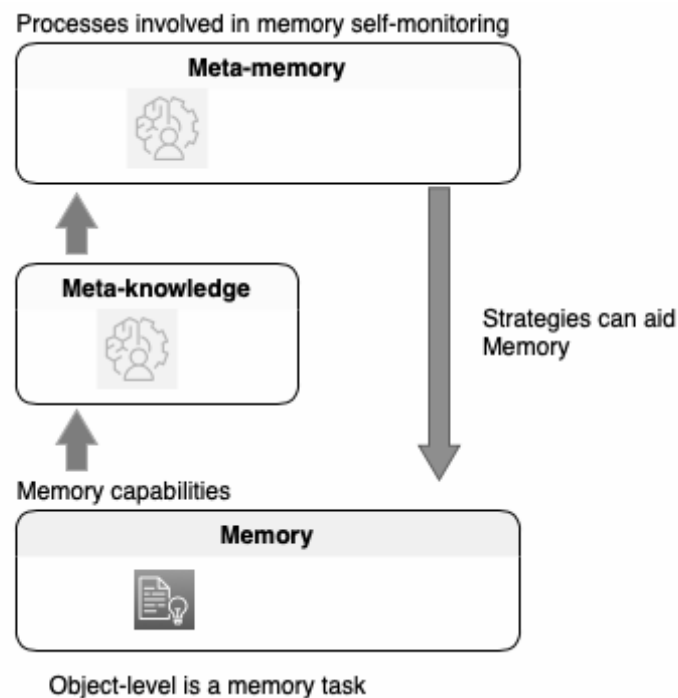 Processes involved in memory self-monitoring
Meta-memory
Meta-knowledge
Strategies can aid
Memory
Memory capabilities
Memory
Object-level is a memory task